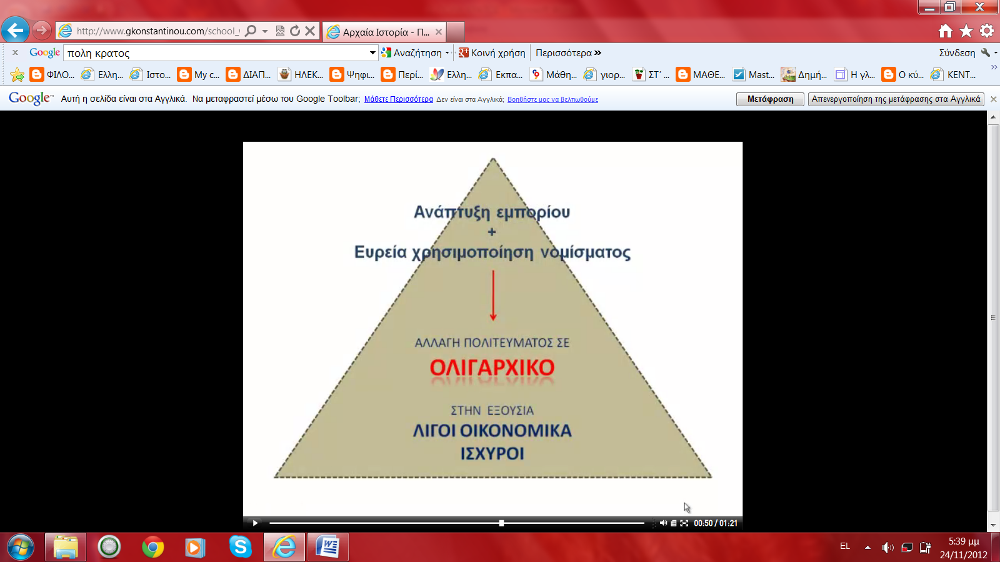 http://www.gkonstantinou.com/school_
Αρχαία Ιστορία - Π...
x Google πολη κρατος Αναζήτηση Κοινή χρήση Περισσότερα » Σύνδεση
ΦΙΛΟ... Ελλη... Ιστο... My c... ΔΙΑΠ... ΗΛΕΚ... Ψηφι... Περί... Ελλη... Εκπα... Μάθη... γιορ... ΣΤ΄ ... ΜΑΘΕ... Mast... Δημή... Η γλ... Ο κύ... ΚΕΝΤ... »
Google™ Αυτή η σελίδα είναι στα Αγγλικά. Να μεταφραστεί μέσω του Google Toolbar; Μάθετε Περισσότερα Δεν είναι στα Αγγλικά; Βοηθήστε μας να βελτιωθούμε Μετάφραση Απενεργοποίηση της μετάφρασης στα Αγγλικά
Ανάπτυξη εμπορίου
+
Ευρεία χρησιμοποίηση νομίσματος
ΑΛΛΑΓΗ ΠΟΛΙΤΕΥΜΑΤΟΣ ΣΕ
ΟΛΙΓΑΡΧΙΚΟ
ΣΤΗΝ ΕΞΟΥΣΙΑ
ΛΙΓΟΙ ΟΙΚΟΝΟΜΙΚΑ
ΙΣΧΥΡΟΙ
00:50 / 01:21
EL
5:39 μμ
24/11/2012